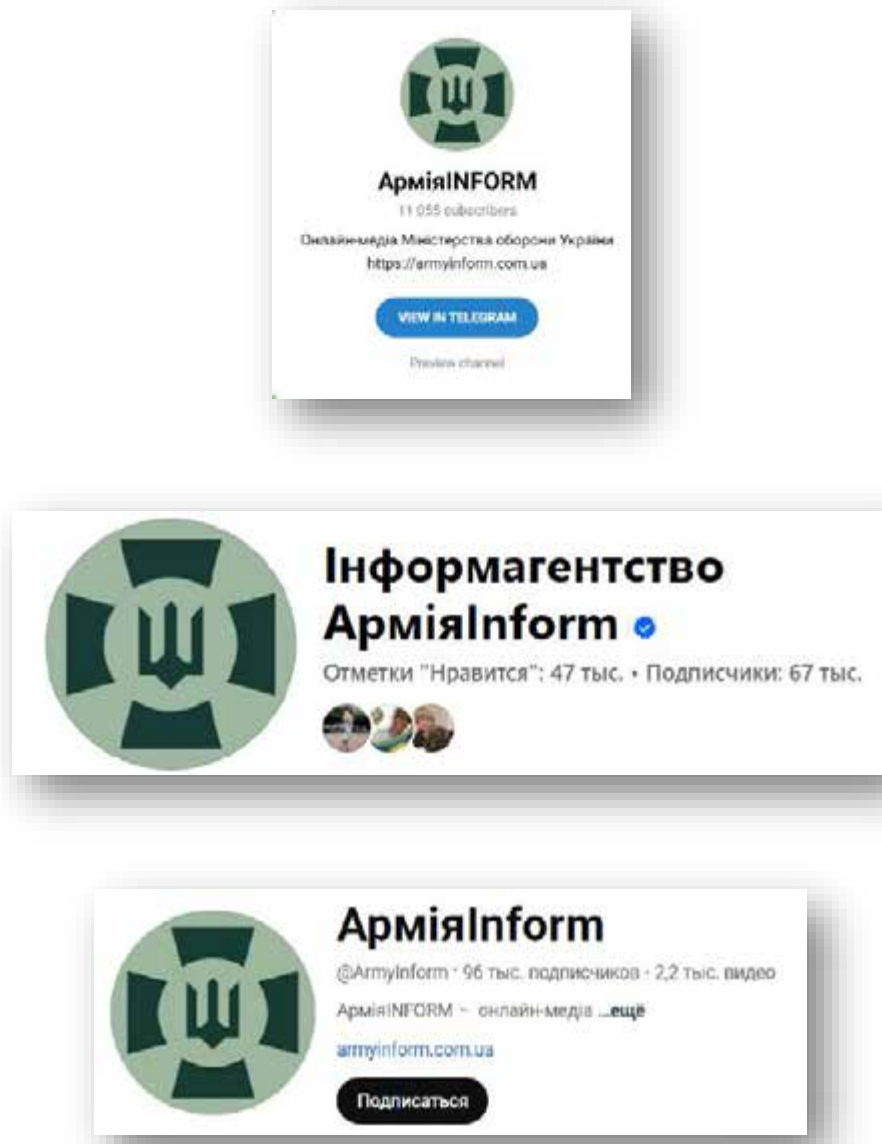 АрміяINFORM
11 055 subscribers
Онлайн-медіа Міністерства оборони України
https://armyinform.com.ua
VIEW IN TELEGRAM
Preview channel
Інформагентство
АрміяInform
Отметки "Нравится": 47 тыс. • Подписчики: 67 тыс.
АрміяInform
@ArmyInform · 96 тыс. подписчиков · 2,2 тыс. видео
АрміяINFORM – онлайн-медіа ...ещё
armyinform.com.ua
Подписаться